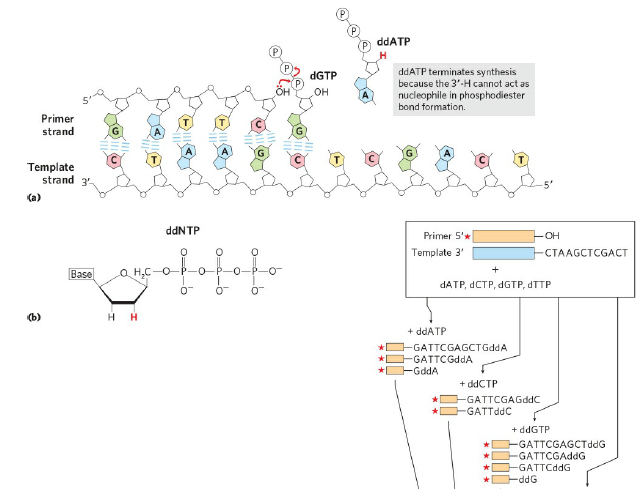 P
P
P
ddATP
H
A
ddATP terminates synthesis
because the 3′-H cannot act as
nucleophile in phosphodiester
bond formation.
P
P
P
dGTP
OH
OH
5′
Primer
strand
G
A
T
T
C
G
Template
strand
C
T
A
A
G
C
T
C
G
A
C
T
3′
5′
(a)
ddNTP
Base
O
H₂C—O—P—O—P—O—P—O⁻
O
O
O
O⁻
O⁻
O⁻
H
H
(b)
Primer 5′★ —OH
Template 3′ —CTAAGCTCGACT
+
dATP, dCTP, dGTP, dTTP
+ ddATP
★ —GATTCGAGCTGddA
★ —GATTCGddA
★ —GddA
+ ddCTP
★ —GATTCGAGddC
★ —GATTddC
+ ddGTP
★ —GATTCGAGCTddG
★ —GATTCGAddG
★ —GATTCddG
★ —ddG